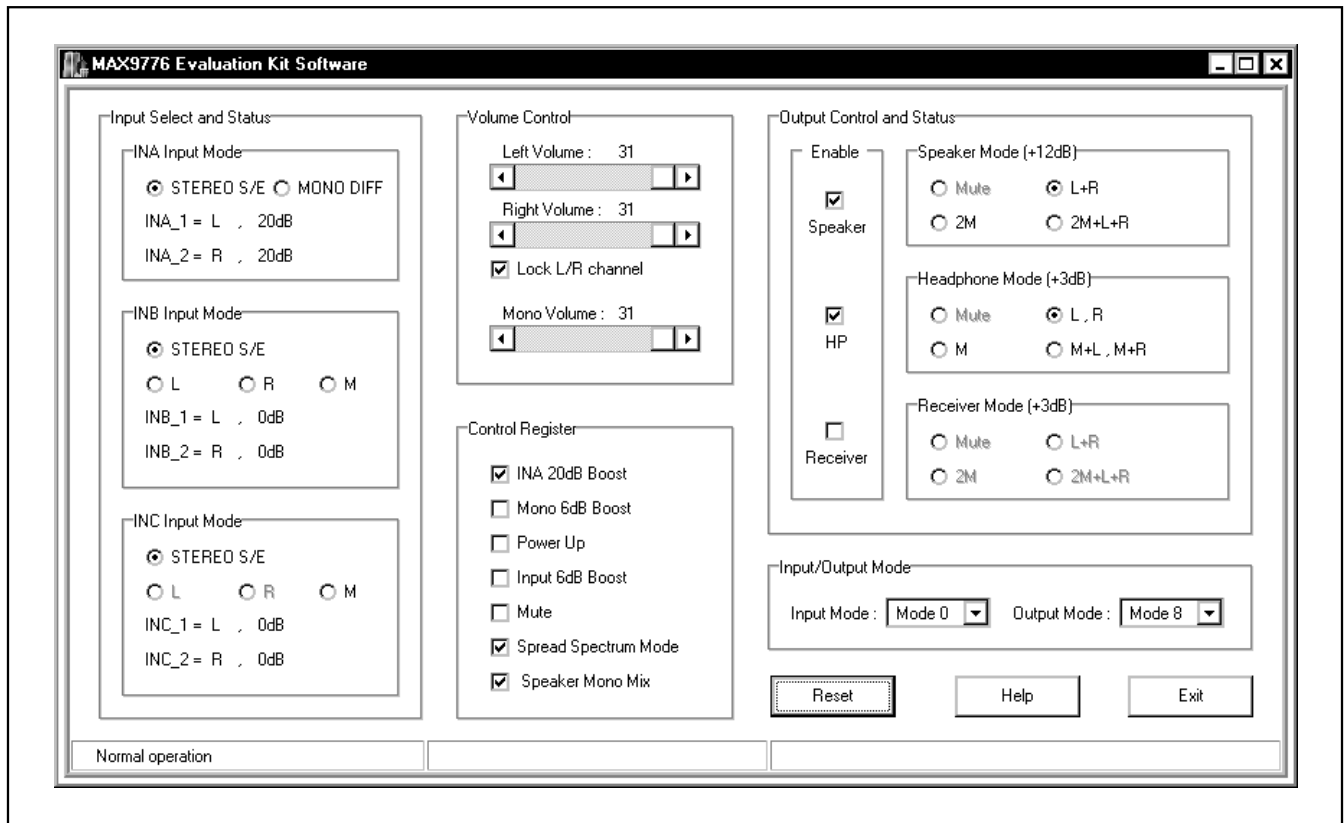 MAX9776 Evaluation Kit Software
Input Select and Status
INA Input Mode
STEREO S/E MONO DIFF
INA_1 = L , 20dB
INA_2 = R , 20dB
INB Input Mode
STEREO S/E
L R M
INB_1 = L , 0dB
INB_2 = R , 0dB
INC Input Mode
STEREO S/E
L R M
INC_1 = L , 0dB
INC_2 = R , 0dB
Volume Control
Left Volume : 31
Right Volume : 31
Lock L/R channel
Mono Volume : 31
Control Register
INA 20dB Boost
Mono 6dB Boost
Power Up
Input 6dB Boost
Mute
Spread Spectrum Mode
Speaker Mono Mix
Output Control and Status
Enable
Speaker
HP
Receiver
Speaker Mode (+12dB)
Mute L+R
2M 2M+L+R
Headphone Mode (+3dB)
Mute L , R
M M+L , M+R
Receiver Mode (+3dB)
Mute L+R
2M 2M+L+R
Input/Output Mode
Input Mode : Mode 0 Output Mode : Mode 8
Reset Help Exit
Normal operation